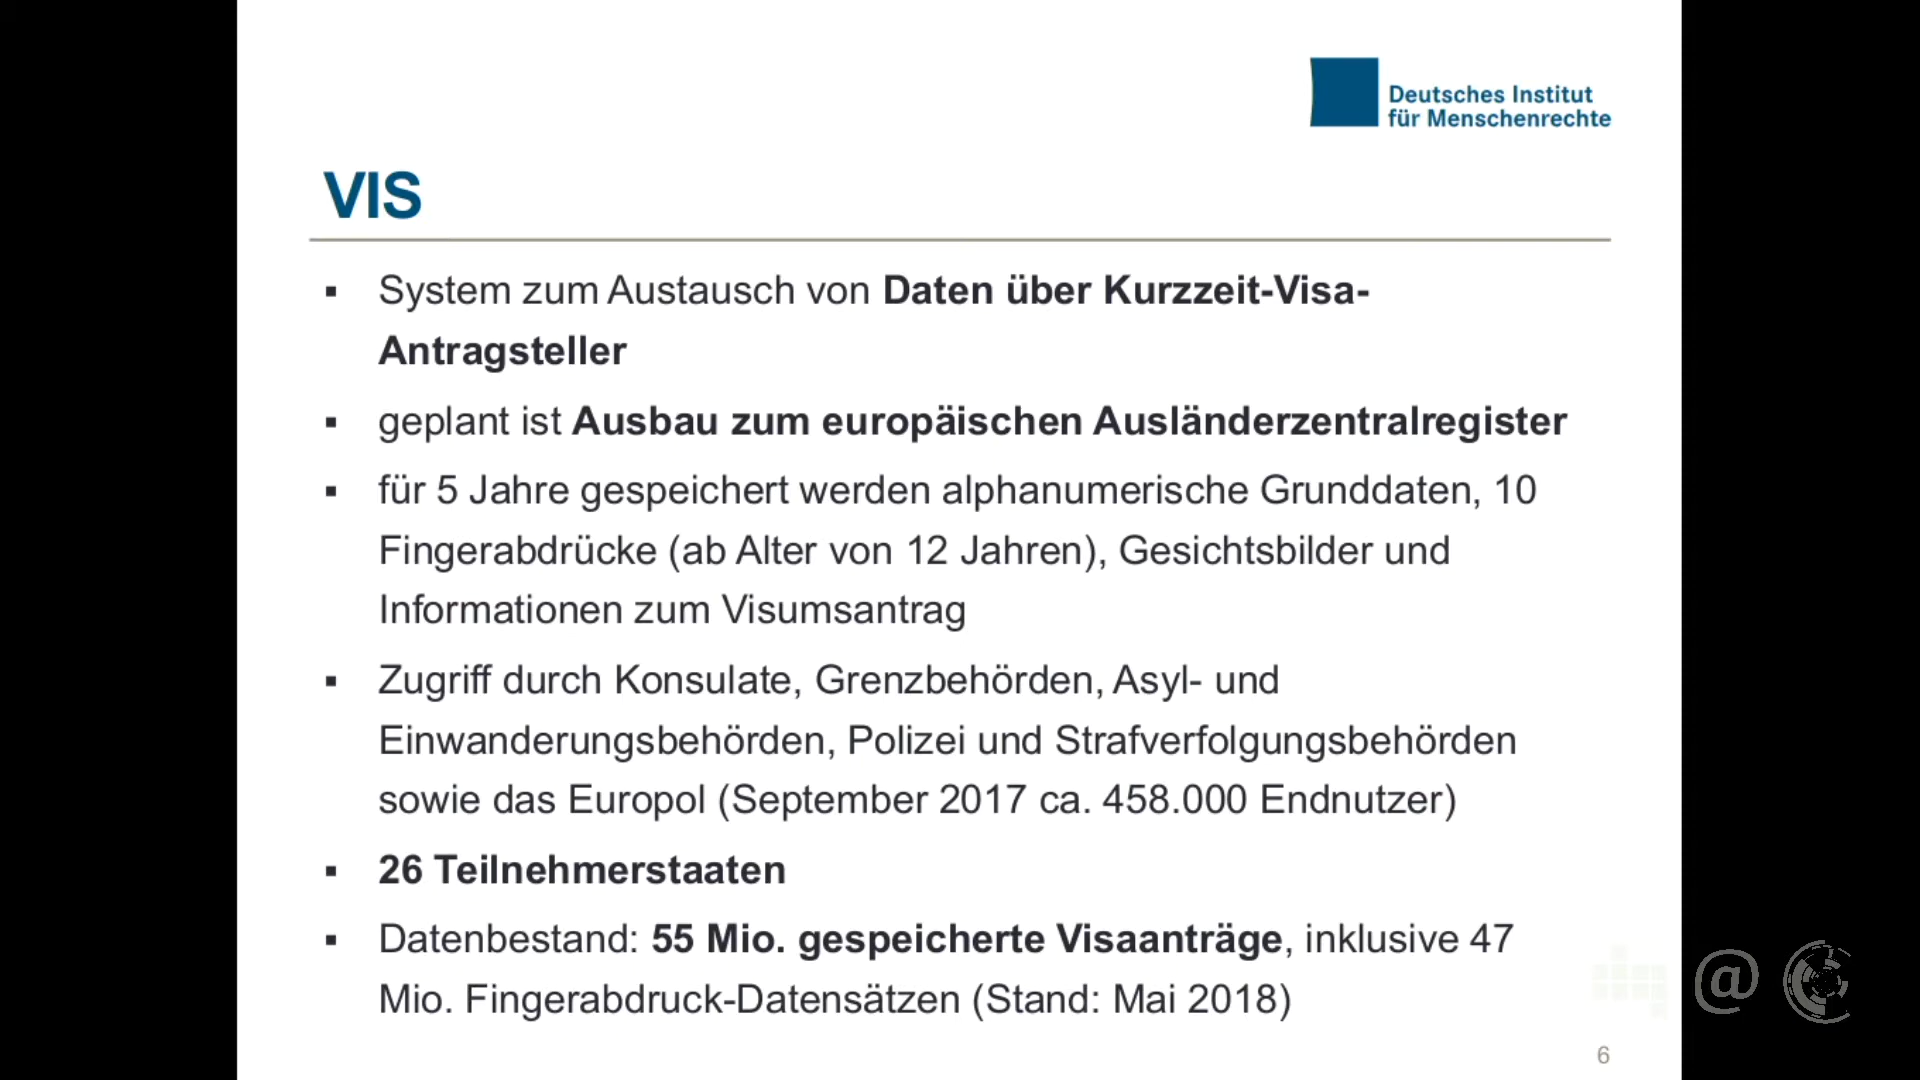 Deutsches Institut
für Menschenrechte
VIS
▪ System zum Austausch von Daten über Kurzzeit-Visa-
Antragsteller
▪ geplant ist Ausbau zum europäischen Ausländerzentralregister
▪ für 5 Jahre gespeichert werden alphanumerische Grunddaten, 10
Fingerabdrücke (ab Alter von 12 Jahren), Gesichtsbilder und
Informationen zum Visumsantrag
▪ Zugriff durch Konsulate, Grenzbehörden, Asyl- und
Einwanderungsbehörden, Polizei und Strafverfolgungsbehörden
sowie das Europol (September 2017 ca. 458.000 Endnutzer)
▪ 26 Teilnehmerstaaten
▪ Datenbestand: 55 Mio. gespeicherte Visaanträge, inklusive 47
Mio. Fingerabdruck-Datensätzen (Stand: Mai 2018)
@
6